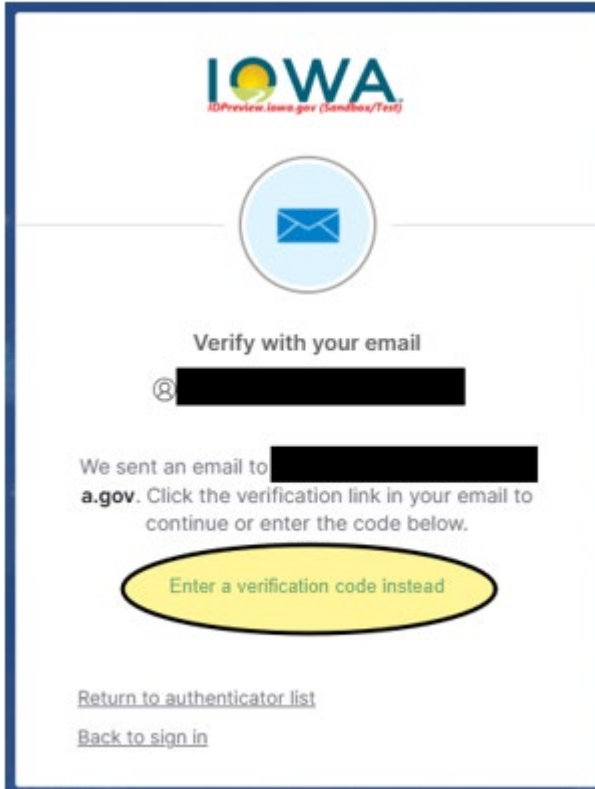 IOWA
IDPreview.iowa.gov (Sandbox/Test)
Verify with your email
We sent an email to
a.gov. Click the verification link in your email to
continue or enter the code below.
Enter a verification code instead
Return to authenticator list
Back to sign in